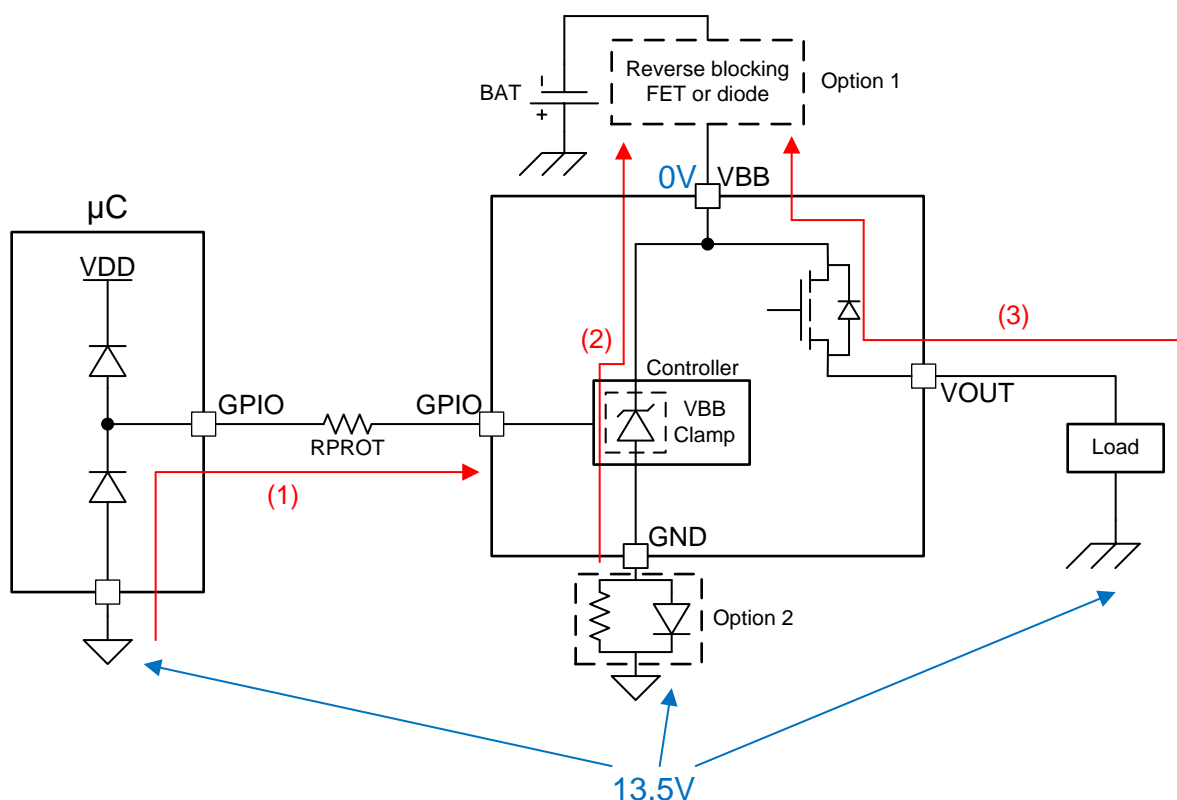 Reverse blocking
FET or diode
Option 1
BAT
-
+
0V
VBB
µC
VDD
(2)
(3)
Controller
GPIO
GPIO
VBB
Clamp
VOUT
RPROT
Load
(1)
GND
Option 2
13.5V